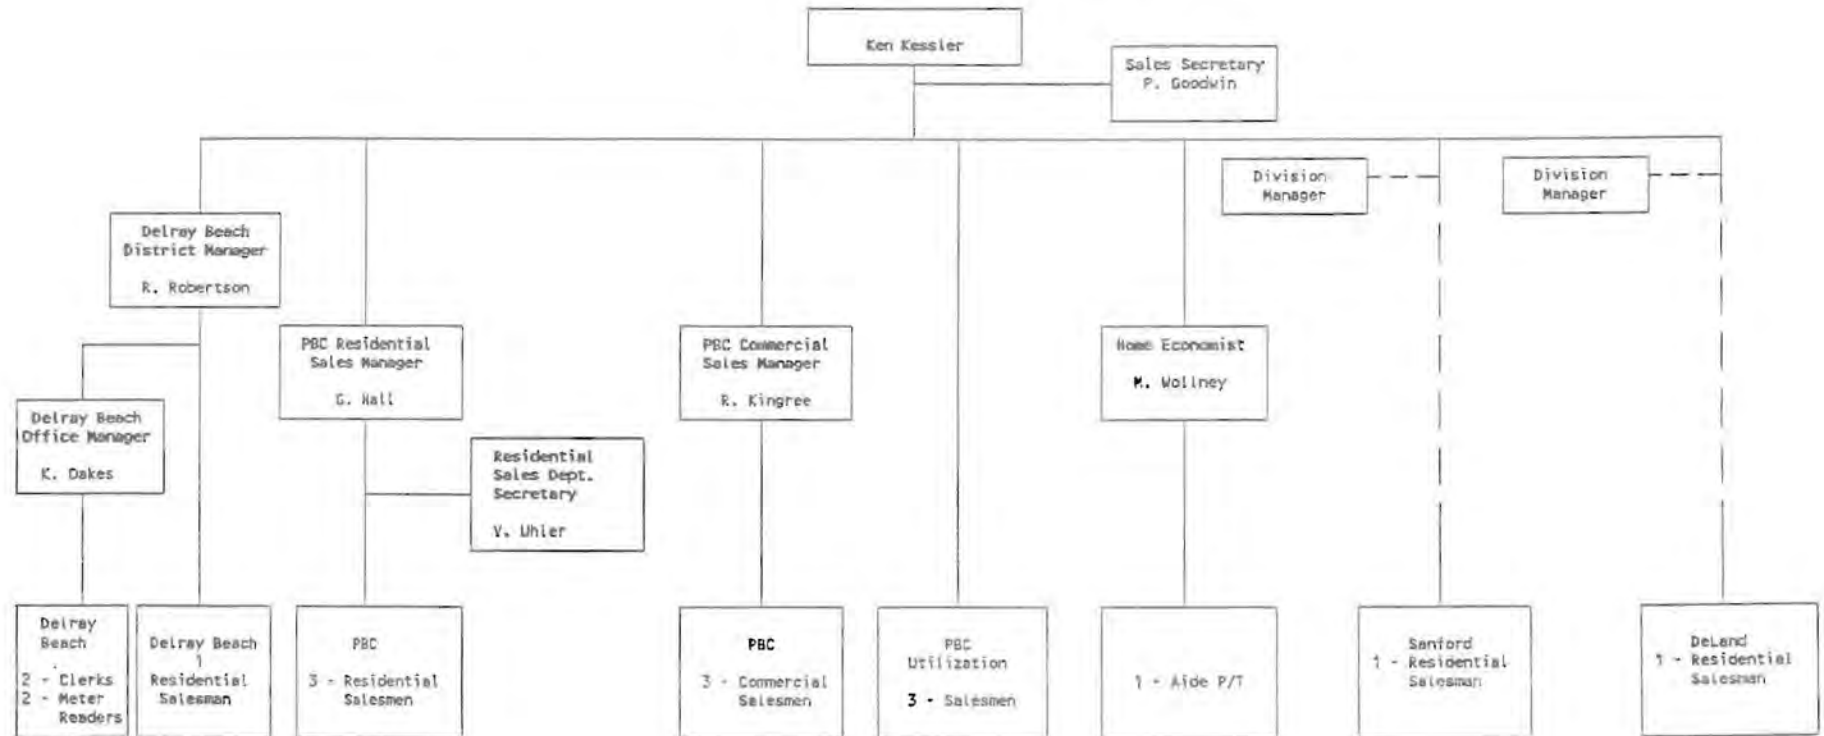 Ken Kessler
Sales Secretary
P. Goodwin
Division
Manager
Division
Manager
Delray Beach
District Manager
R. Robertson
PBC Residential
Sales Manager
G. Hall
PBC Commercial
Sales Manager
R. Kingree
Home Economist
M. Wollney
Delray Beach
Office Manager
K. Oakes
Residential
Sales Dept.
Secretary
V. Uhler
Delray
Beach
2 - Clerks
2 - Meter
Readers
Delray Beach
1
Residential
Salesman
PBC
3 - Residential
Salesmen
PBC
3 - Commercial
Salesmen
PBC
Utilization
3 - Salesmen
1 - Aide P/T
Sanford
1 - Residential
Salesman
DeLand
1 - Residential
Salesman